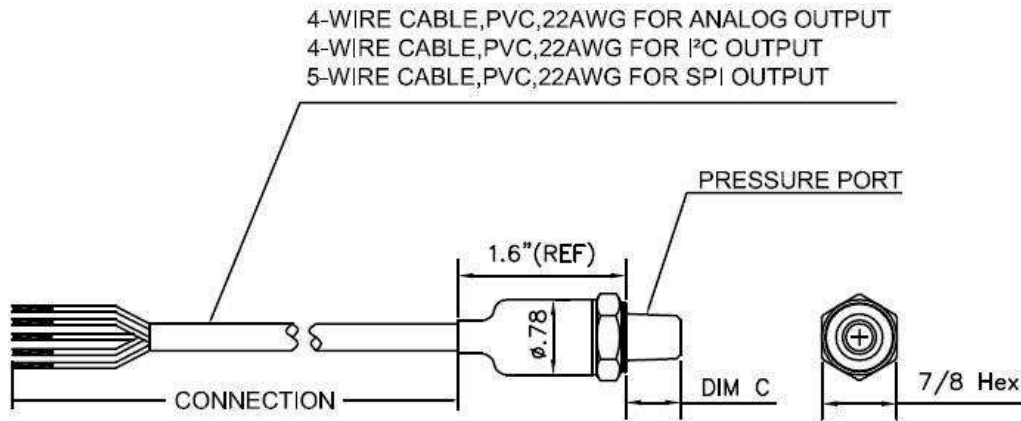 4-WIRE CABLE,PVC,22AWG FOR ANALOG OUTPUT
4-WIRE CABLE,PVC,22AWG FOR I²C OUTPUT
5-WIRE CABLE,PVC,22AWG FOR SPI OUTPUT
PRESSURE PORT
1.6"(REF)
ø.78
DIM C
7/8 Hex
CONNECTION